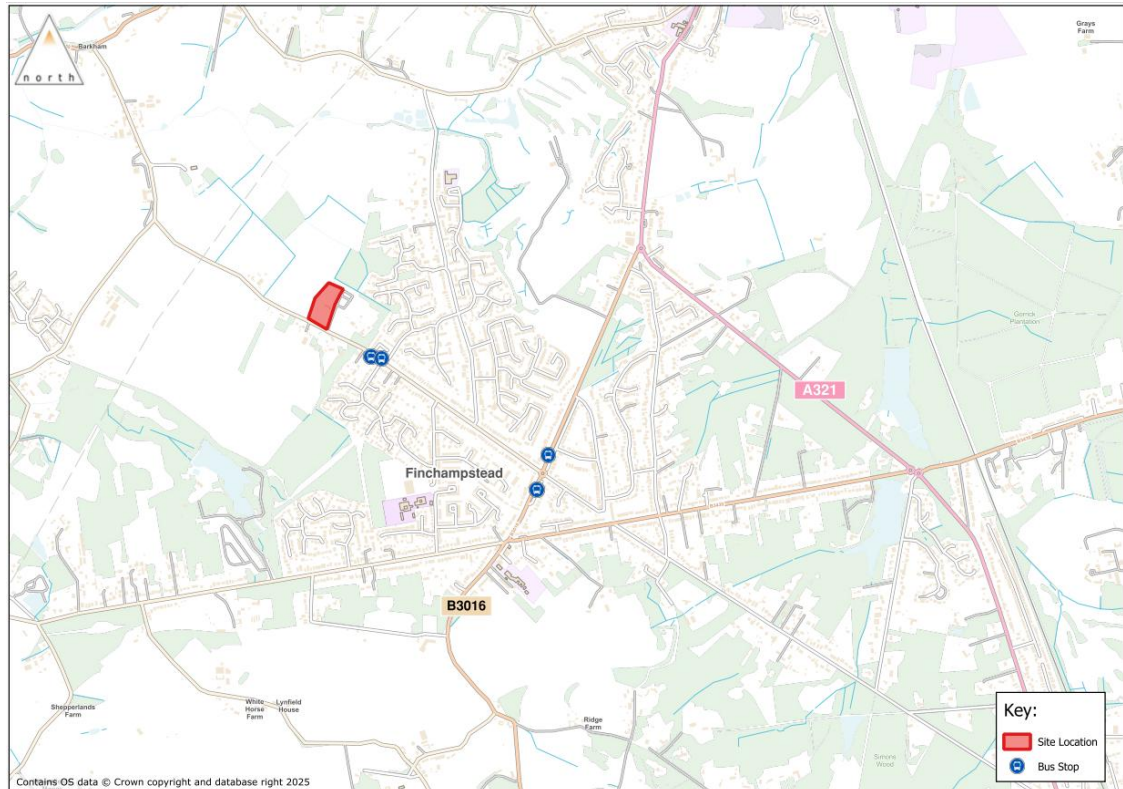 north
Barkham
Grays
Farm
Gorrick
Plantation
A321
Finchampstead
B3016
Shepperlands
Farm
White
Horse
Farm
Lynfield
House
Ridge
Farm
Simons
Wood
Key:
Site Location
Bus Stop
Contains OS data © Crown copyright and database right 2025